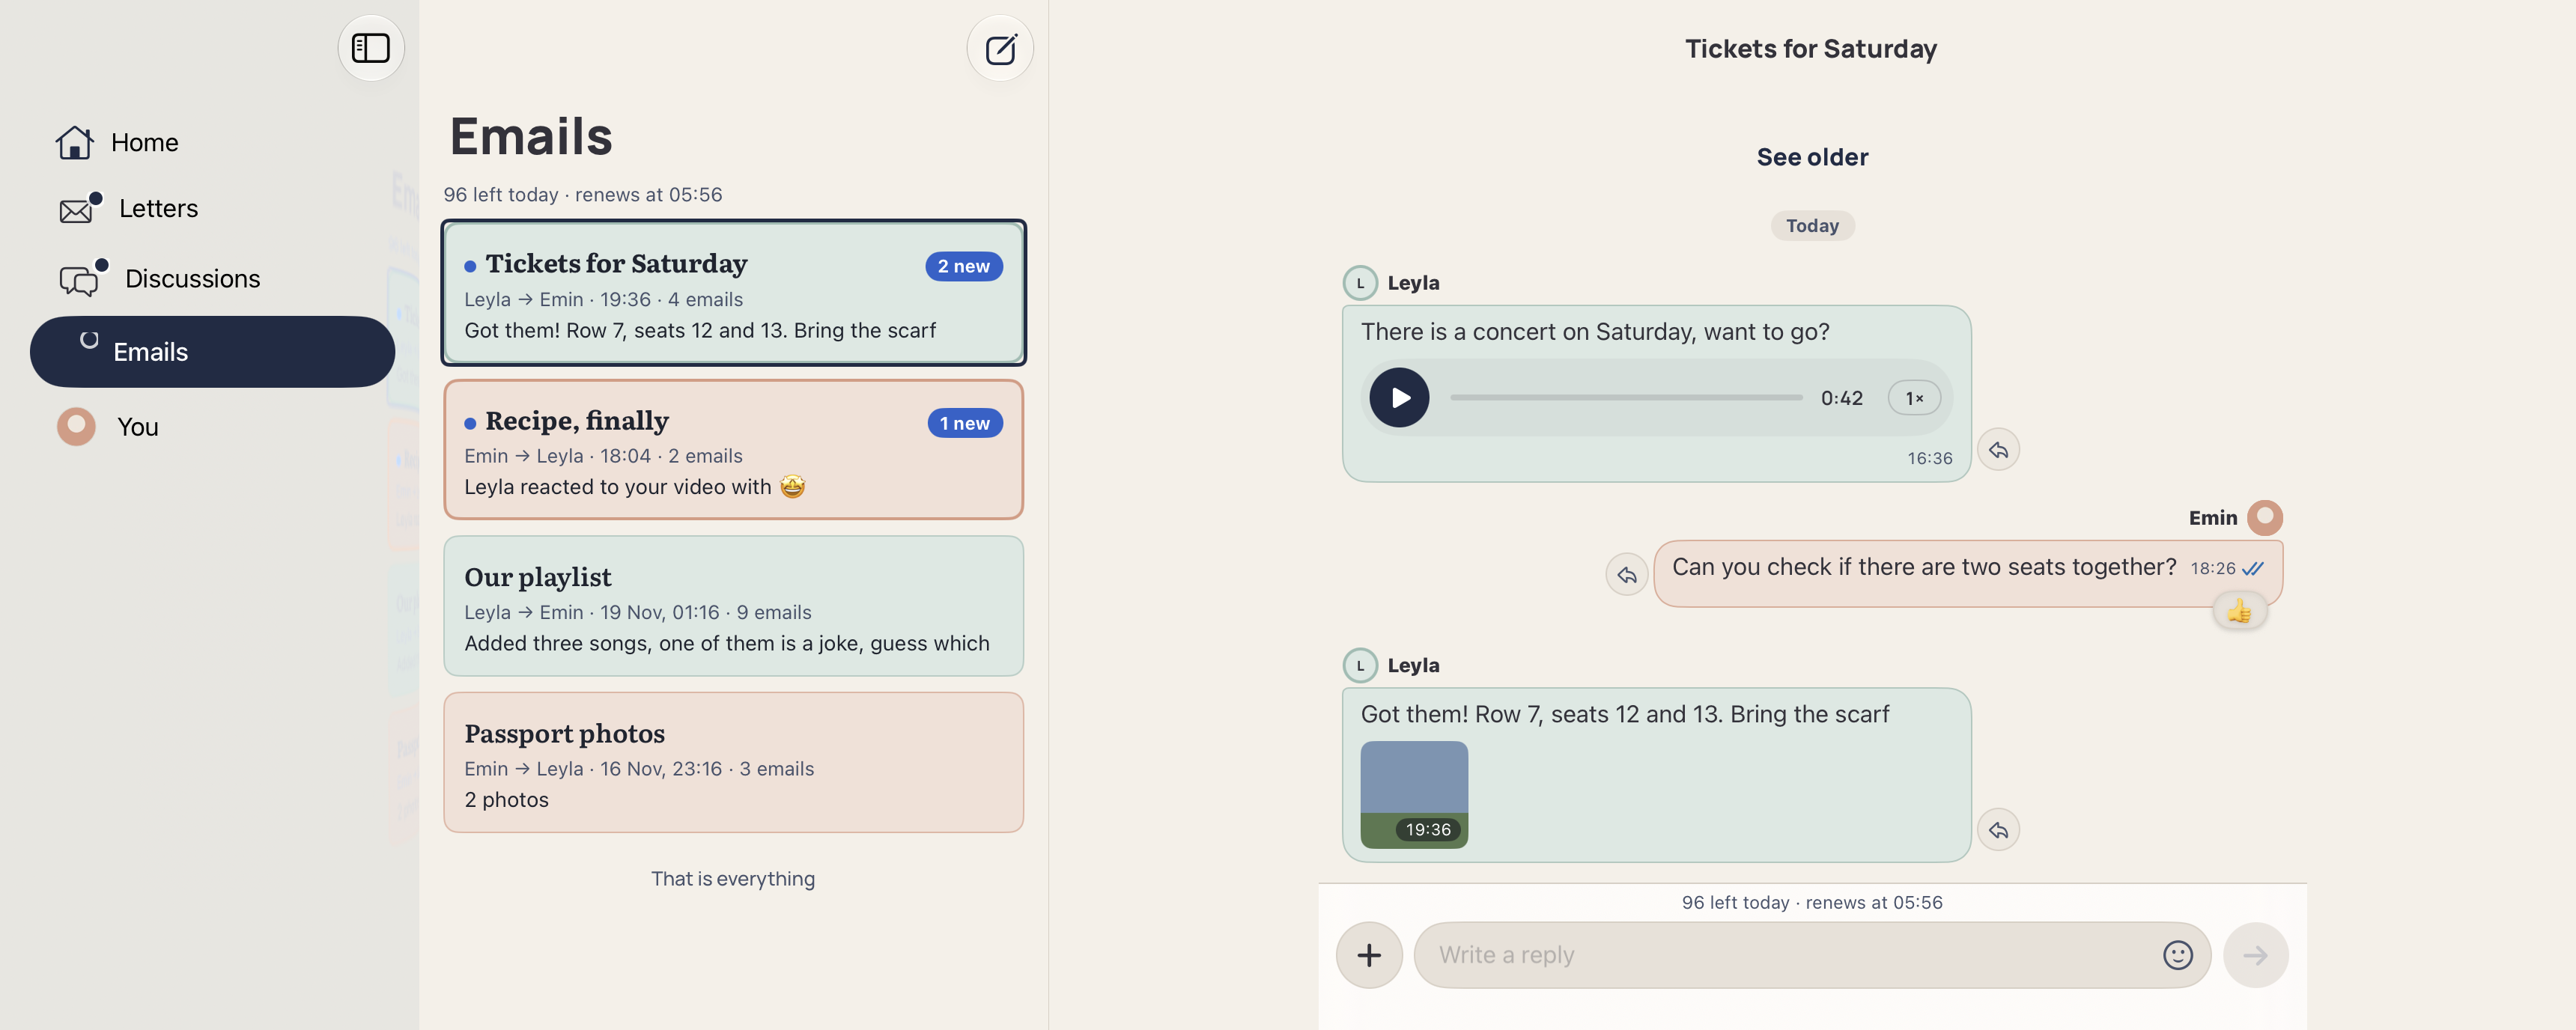 Home
Letters
Discussions
Emails
You
Emails
96 left today · renews at 05:56
Tickets for Saturday
2 new
Leyla → Emin · 19:36 · 4 emails
Got them! Row 7, seats 12 and 13. Bring the scarf
Recipe, finally
1 new
Emin → Leyla · 18:04 · 2 emails
Leyla reacted to your video with 🤩
Our playlist
Leyla → Emin · 19 Nov, 01:16 · 9 emails
Added three songs, one of them is a joke, guess which
Passport photos
Emin → Leyla · 16 Nov, 23:16 · 3 emails
2 photos
That is everything
Tickets for Saturday
See older
Today
L Leyla
There is a concert on Saturday, want to go?
0:42 1×
16:36
Emin
Can you check if there are two seats together? 18:26
👍
L Leyla
Got them! Row 7, seats 12 and 13. Bring the scarf
19:36
96 left today · renews at 05:56
Write a reply